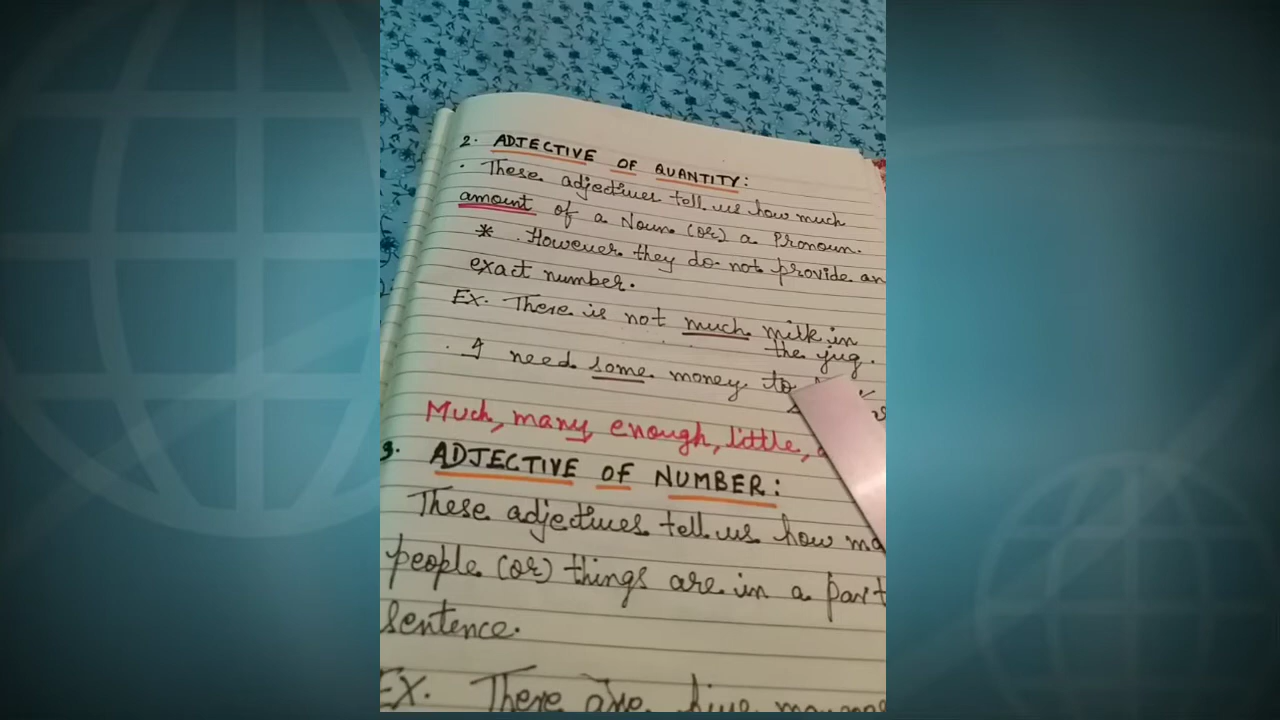 2. ADJECTIVE OF QUANTITY:
. These adjectives tell us how much
amount of a Noun (or) a Pronoun.
* . However they do not provide an
exact number.
EX. There is not much milk in
the jug.
. I need some money to
Much, many, enough, little,
3. ADJECTIVE OF NUMBER:
These adjectives tell us how ma
people (or) things are in a part
sentence.
EX. There are five